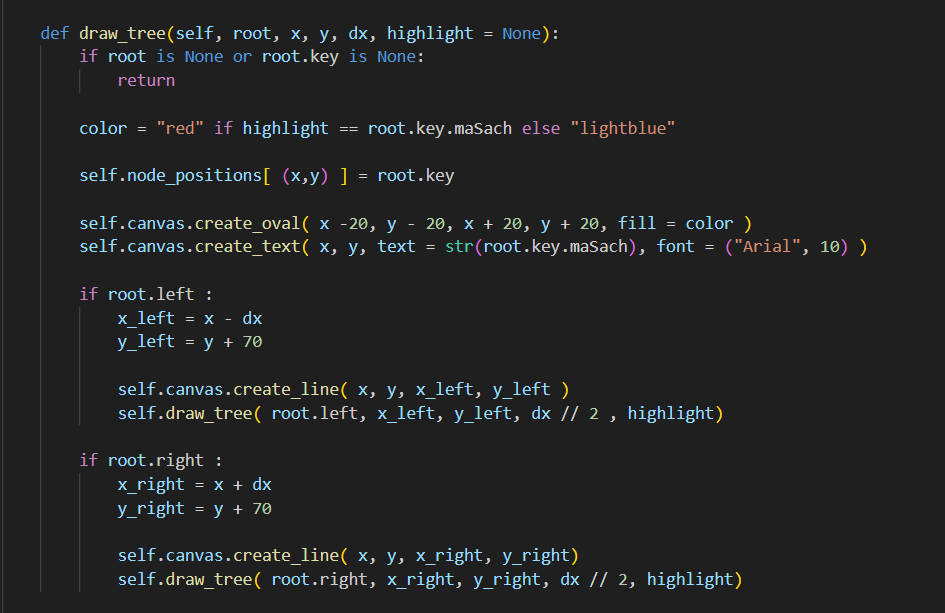 def draw_tree(self, root, x, y, dx, highlight = None):
    if root is None or root.key is None:
        return

    color = "red" if highlight == root.key.maSach else "lightblue"

    self.node_positions[ (x,y) ] = root.key

    self.canvas.create_oval( x -20, y - 20, x + 20, y + 20, fill = color )
    self.canvas.create_text( x, y, text = str(root.key.maSach), font = ("Arial", 10) )

    if root.left :
        x_left = x - dx
        y_left = y + 70

        self.canvas.create_line( x, y, x_left, y_left )
        self.draw_tree( root.left, x_left, y_left, dx // 2 , highlight)

    if root.right :
        x_right = x + dx
        y_right = y + 70

        self.canvas.create_line( x, y, x_right, y_right)
        self.draw_tree( root.right, x_right, y_right, dx // 2, highlight)